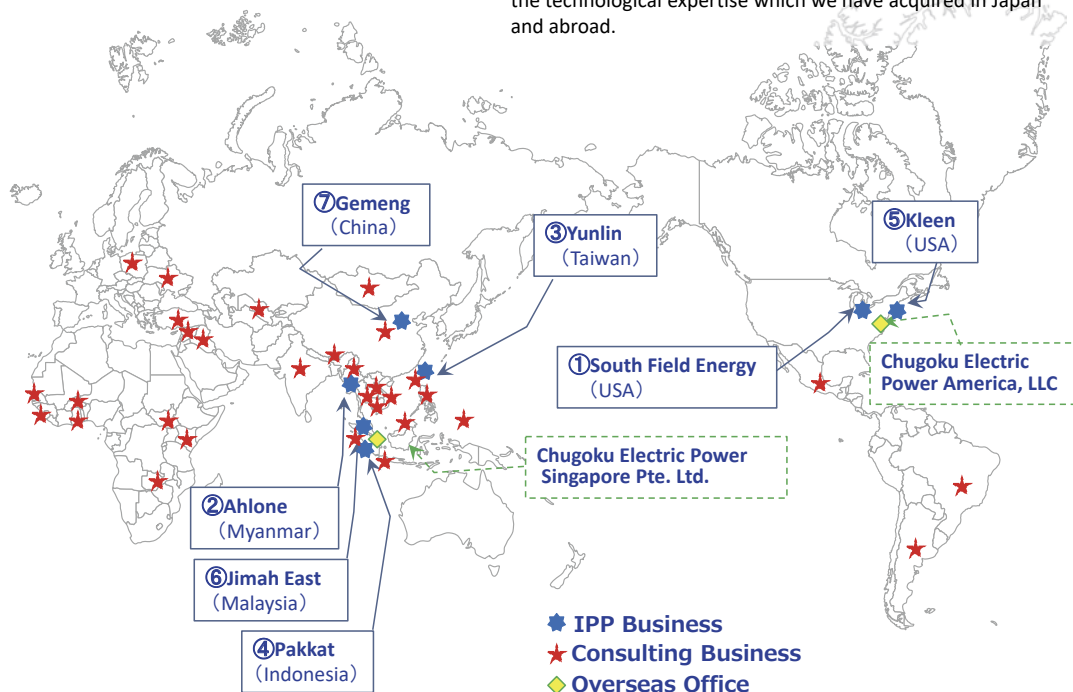 the technological expertise which we have acquired in Japan
and abroad.
⑦Gemeng
（China）
③Yunlin
（Taiwan）
⑤Kleen
（USA）
①South Field Energy
（USA）
Chugoku Electric
Power America, LLC
Chugoku Electric Power
Singapore Pte. Ltd.
②Ahlone
（Myanmar）
⑥Jimah East
（Malaysia）
④Pakkat
（Indonesia）
IPP Business
Consulting Business
Overseas Office